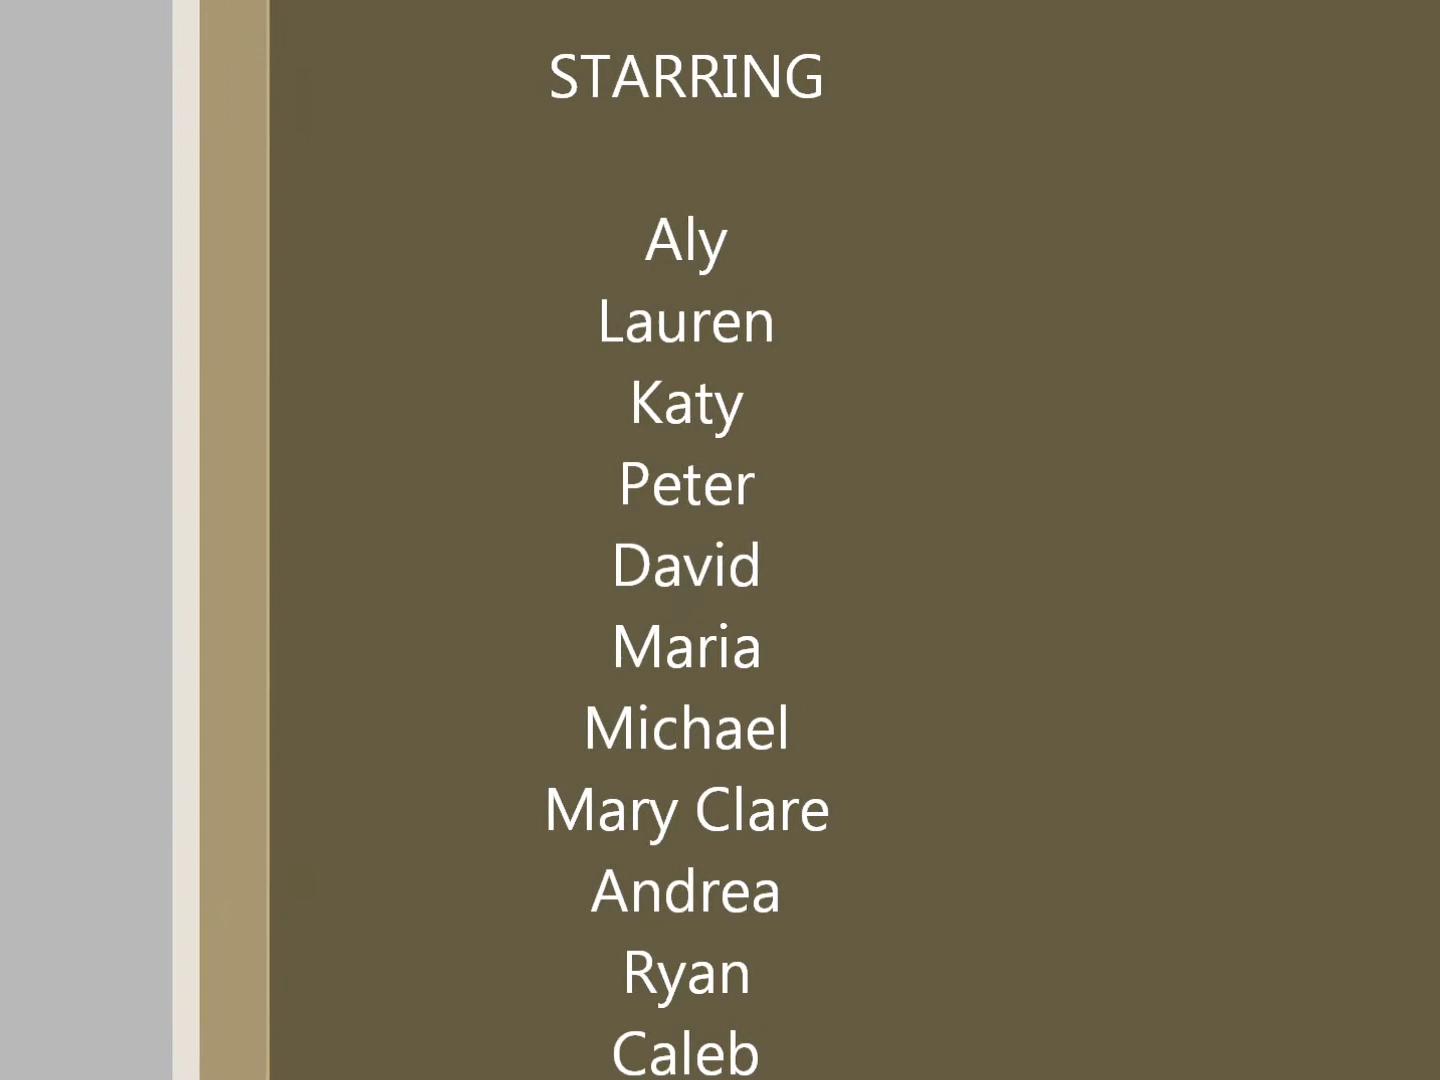 STARRING
Aly
Lauren
Katy
Peter
David
Maria
Michael
Mary Clare
Andrea
Ryan
Caleb